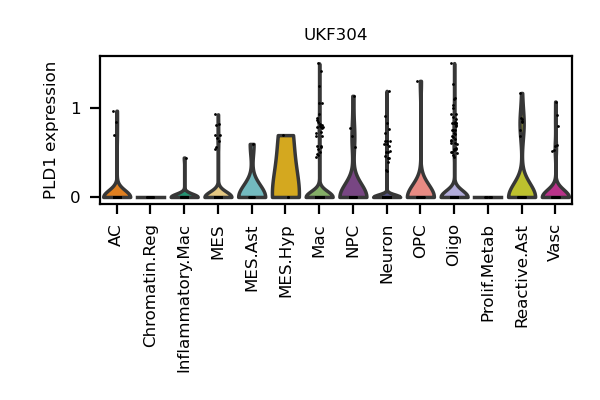 UKF304
PLD1 expression
1
0
AC
Chromatin.Reg
Inflammatory.Mac
MES
MES.Ast
MES.Hyp
Mac
NPC
Neuron
OPC
Oligo
Prolif.Metab
Reactive.Ast
Vasc